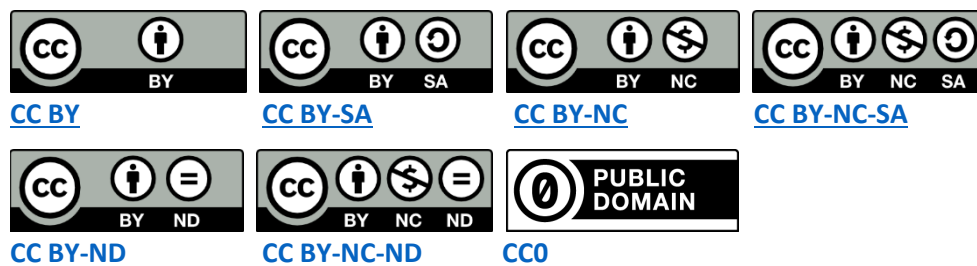 cc BY
cc BY SA
cc BY NC
cc BY NC SA
CC BY
CC BY-SA
CC BY-NC
CC BY-NC-SA
cc BY ND
cc BY NC ND
0 PUBLIC
DOMAIN
CC BY-ND
CC BY-NC-ND
CC0